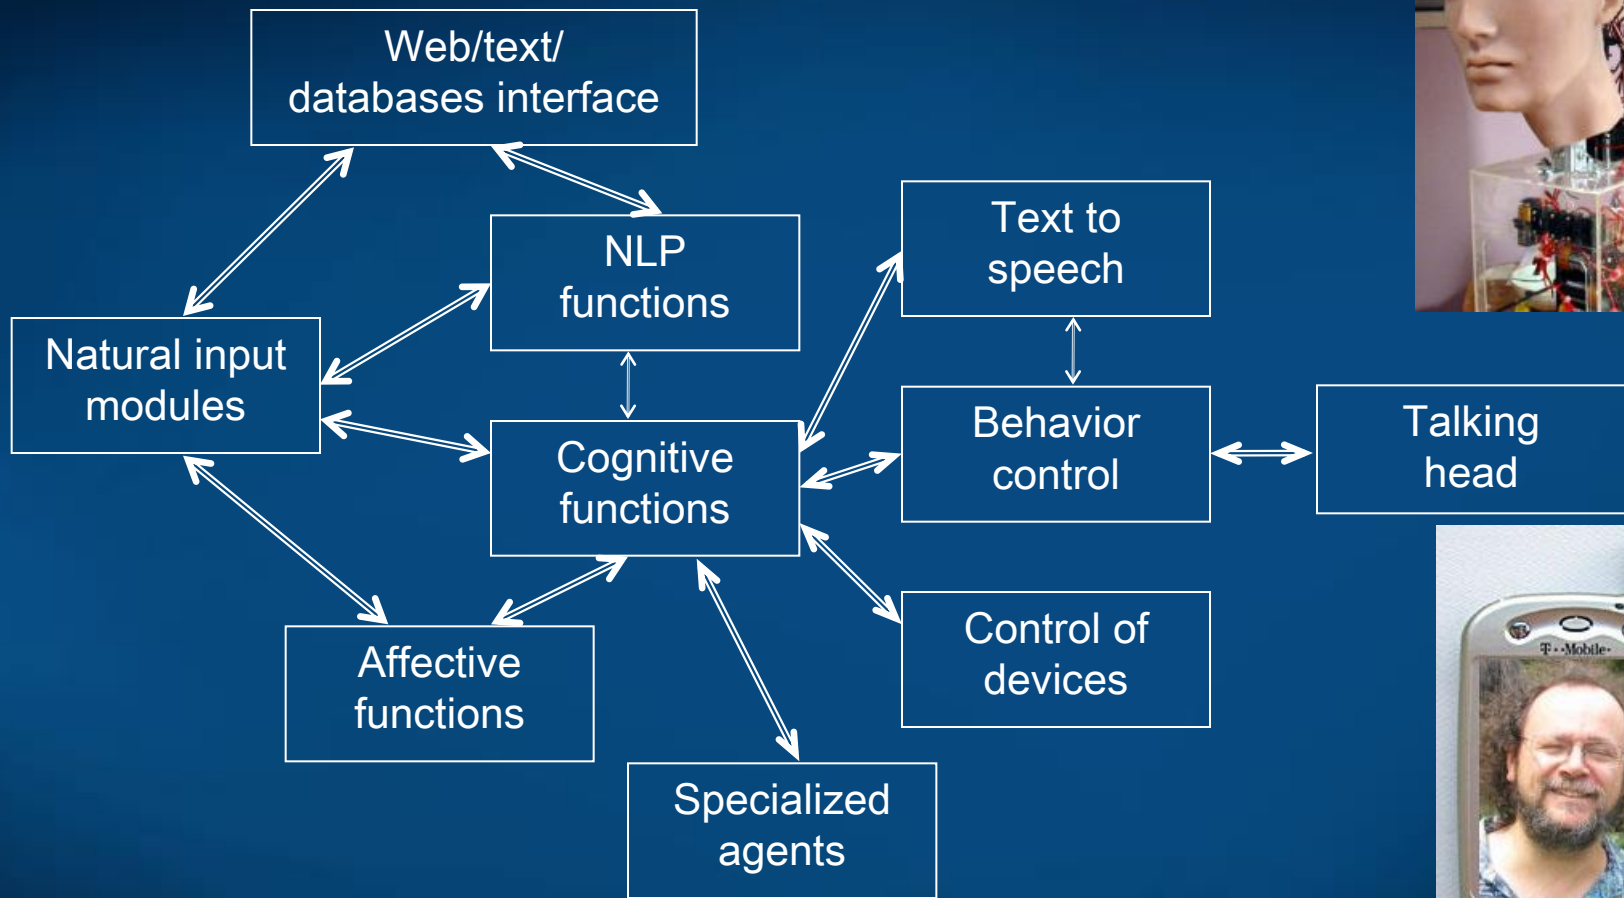 Web/text/
databases interface
Text to
speech
NLP
functions
Natural input
modules
Behavior
control
Talking
head
Cognitive
functions
Control of
devices
T··Mobile·
Affective
functions
Specialized
agents